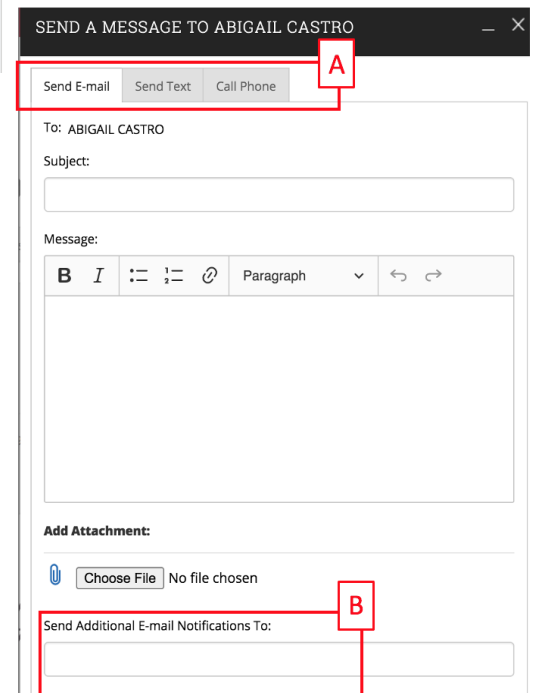 SEND A MESSAGE TO ABIGAIL CASTRO
A
Send E-mail Send Text Call Phone
To: ABIGAIL CASTRO
Subject:
Message:
B I Paragraph
Add Attachment:
Choose File No file chosen
B
Send Additional E-mail Notifications To: